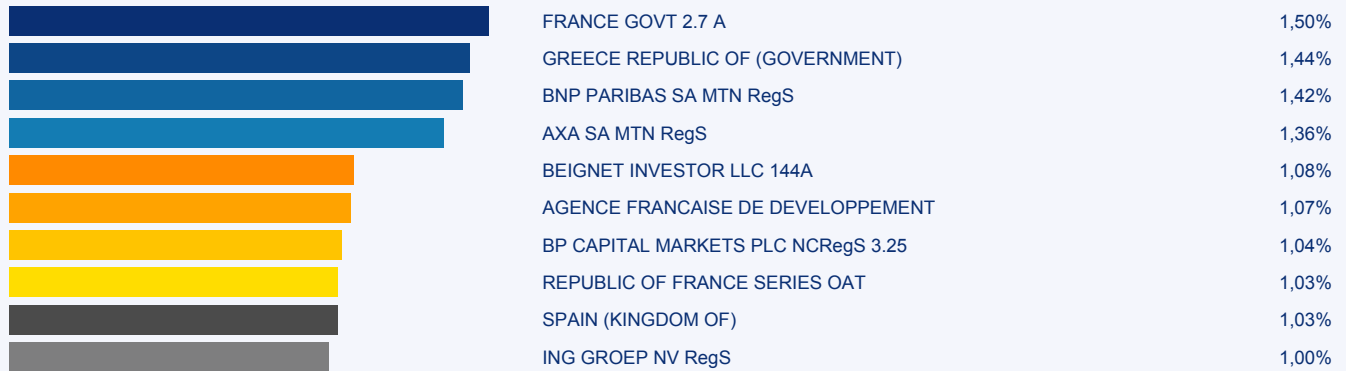 FRANCE GOVT 2.7 A 1,50%
GREECE REPUBLIC OF (GOVERNMENT) 1,44%
BNP PARIBAS SA MTN RegS 1,42%
AXA SA MTN RegS 1,36%
BEIGNET INVESTOR LLC 144A 1,08%
AGENCE FRANCAISE DE DEVELOPPEMENT 1,07%
BP CAPITAL MARKETS PLC NCRegS 3.25 1,04%
REPUBLIC OF FRANCE SERIES OAT 1,03%
SPAIN (KINGDOM OF) 1,03%
ING GROEP NV RegS 1,00%